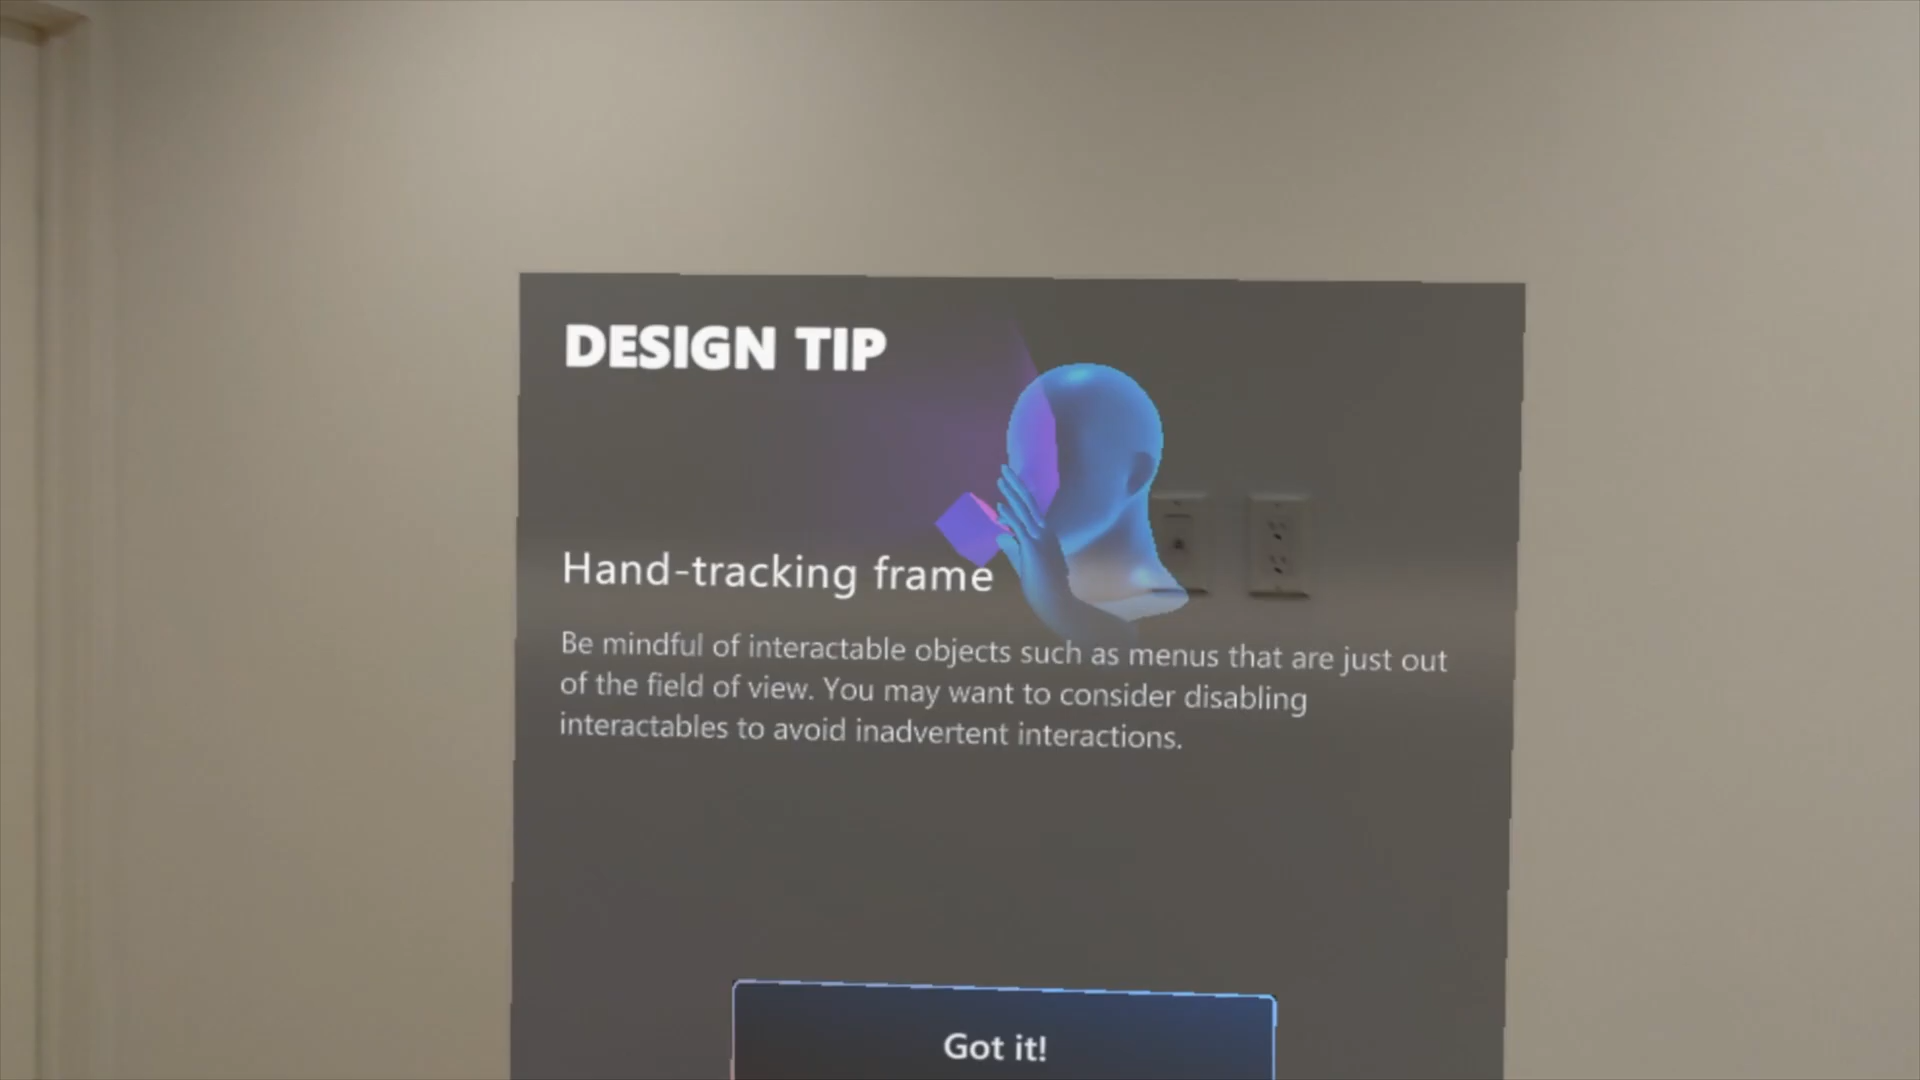 DESIGN TIP
Hand-tracking frame
Be mindful of interactable objects such as menus that are just out
of the field of view. You may want to consider disabling
interactables to avoid inadvertent interactions.
Got it!